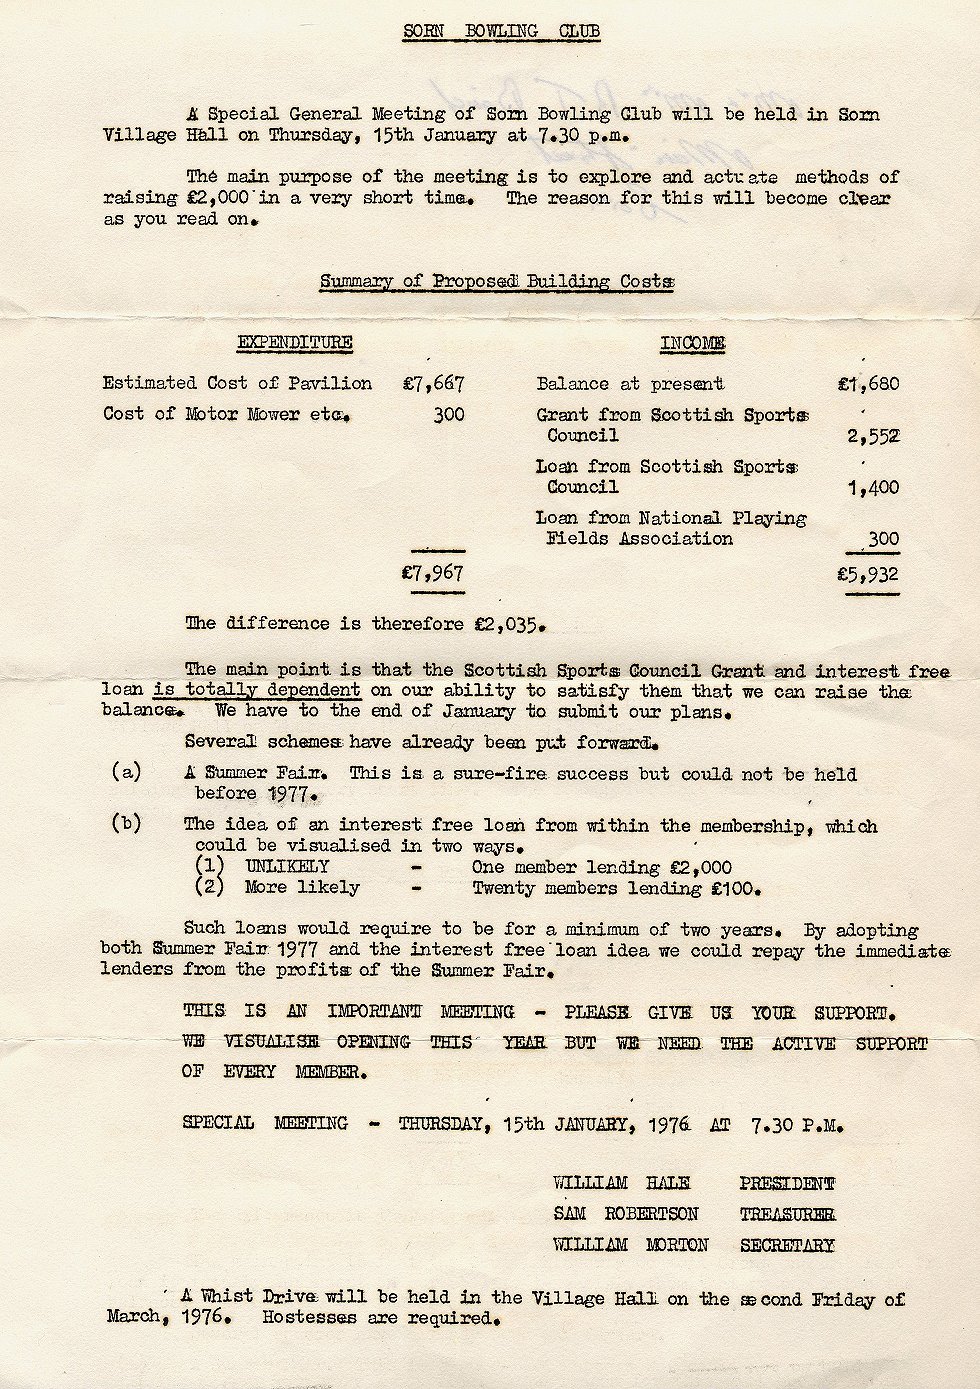 SORN BOWLING CLUB
A Special General Meeting of Sorn Bowling Club will be held in Sorn
Village Hall on Thursday, 15th January at 7.30 p.m.
The main purpose of the meeting is to explore and actuate methods of
raising £2,000 in a very short time. The reason for this will become clear
as you read on.
Summary of Proposed Building Costs
EXPENDITURE INCOME
Estimated Cost of Pavilion £7,667 Balance at present £1,680
Cost of Motor Mower etc. 300 Grant from Scottish Sports
Council 2,552
Loan from Scottish Sports
Council 1,400
Loan from National Playing
Fields Association 300
£7,967 £5,932
The difference is therefore £2,035.
The main point is that the Scottish Sports Council Grant and interest free
loan is totally dependent on our ability to satisfy them that we can raise the
balance. We have to the end of January to submit our plans.
Several schemes have already been put forward.
(a) A Summer Fair. This is a sure-fire success but could not be held
before 1977.
(b) The idea of an interest free loan from within the membership, which
could be visualised in two ways.
(1) UNLIKELY - One member lending £2,000
(2) More likely - Twenty members lending £100.
Such loans would require to be for a minimum of two years. By adopting
both Summer Fair 1977 and the interest free loan idea we could repay the immediate
lenders from the profits of the Summer Fair.
THIS IS AN IMPORTANT MEETING - PLEASE GIVE US YOUR SUPPORT.
WE VISUALISE OPENING THIS YEAR BUT WE NEED THE ACTIVE SUPPORT
OF EVERY MEMBER.
SPECIAL MEETING - THURSDAY, 15th JANUARY, 1976 AT 7.30 P.M.
WILLIAM HALE PRESIDENT
SAM ROBERTSON TREASURER
WILLIAM MORTON SECRETARY
A Whist Drive will be held in the Village Hall on the second Friday of
March, 1976. Hostesses are required.